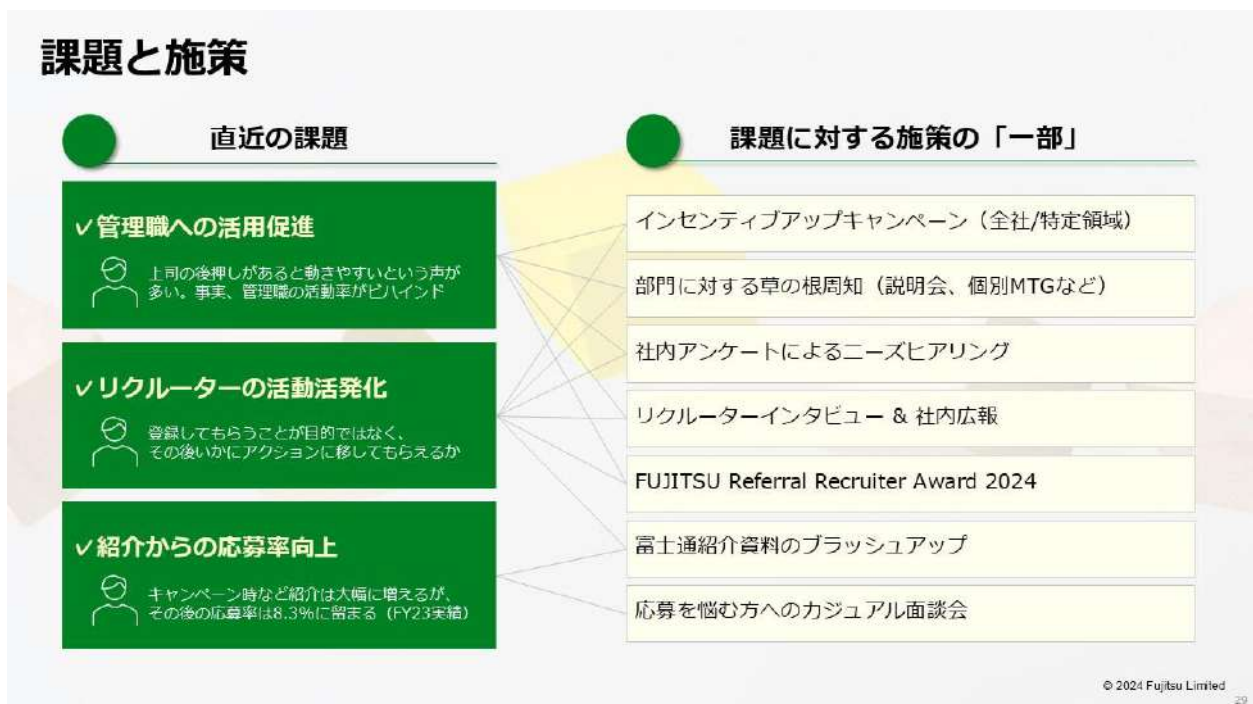 課題と施策
直近の課題
✓管理職への活用促進
上司の後押しがあると動きやすいという声が
多い。事実、管理職の活動率がビハインド
✓リクルーターの活動活発化
登録してもらうことが目的ではなく、
その後いかにアクションに移してもらえるか
✓紹介からの応募率向上
キャンペーン時など紹介は大幅に増えるが、
その後の応募率は8.3%に留まる（FY23実績）
課題に対する施策の「一部」
インセンティブアップキャンペーン（全社/特定領域）
部門に対する草の根周知（説明会、個別MTGなど）
社内アンケートによるニーズヒアリング
リクルーターインタビュー & 社内広報
FUJITSU Referral Recruiter Award 2024
富士通紹介資料のブラッシュアップ
応募を悩む方へのカジュアル面談会
© 2024 Fujitsu Limited
29